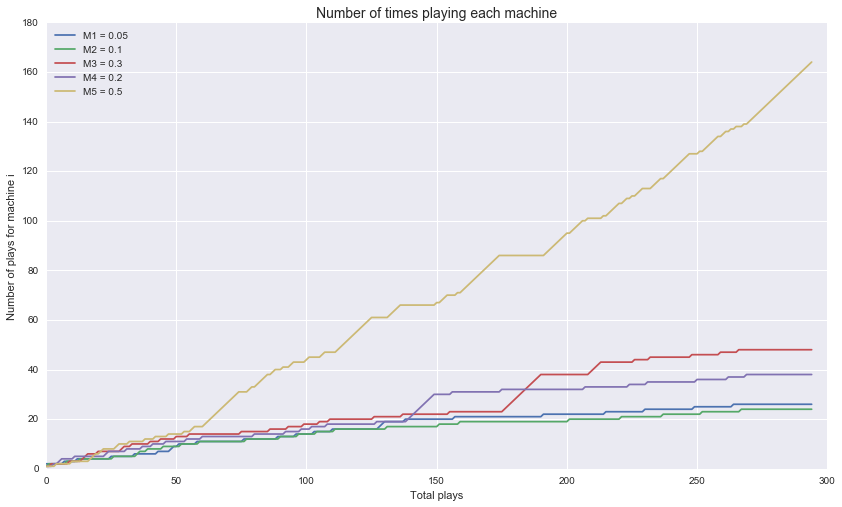 Number of times playing each machine
180
160
140
120
100
80
60
40
20
0
Number of plays for machine i
M1 = 0.05
M2 = 0.1
M3 = 0.3
M4 = 0.2
M5 = 0.5
0 50 100 150 200 250 300
Total plays